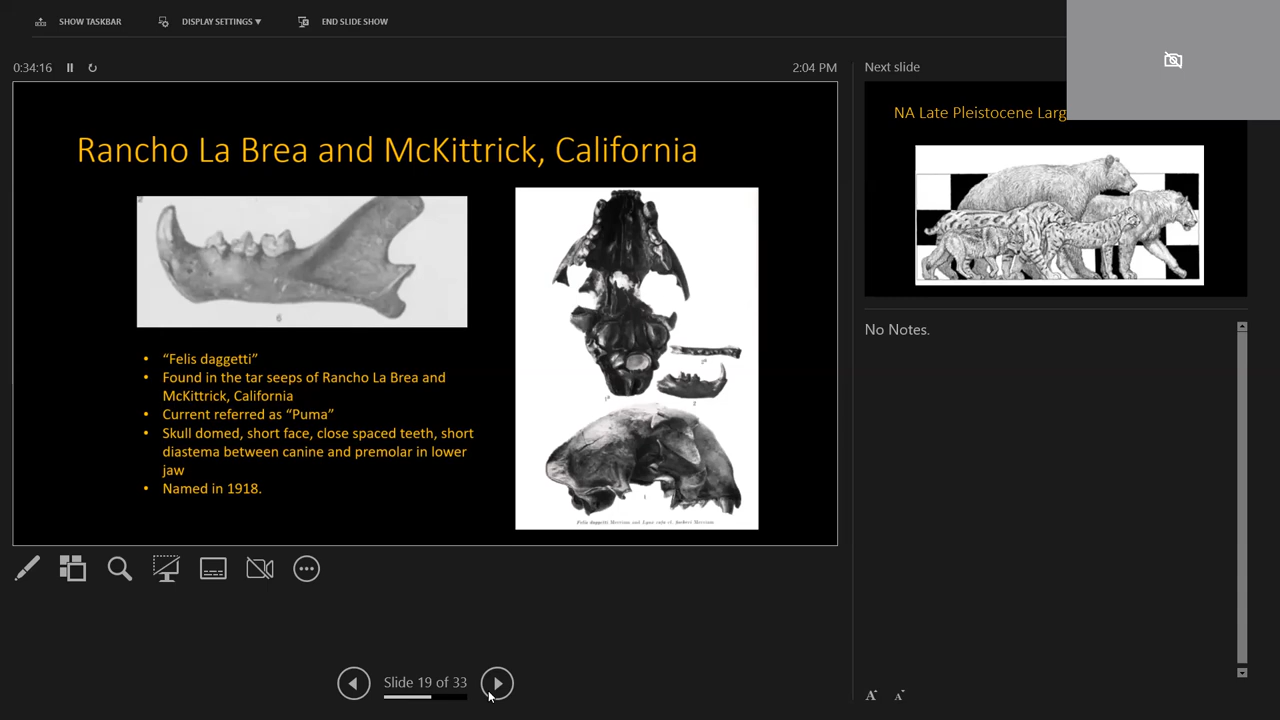 SHOW TASKBAR DISPLAY SETTINGS ▼ END SLIDE SHOW
0:34:16 2:04 PM
Rancho La Brea and McKittrick, California
6
• "Felis daggetti"
• Found in the tar seeps of Rancho La Brea and
McKittrick, California
• Current referred as "Puma"
• Skull domed, short face, close spaced teeth, short
diastema between canine and premolar in lower
jaw
• Named in 1918.
2
1
Slide 19 of 33
Next slide
NA Late Pleistocene Larg
No Notes.
A A